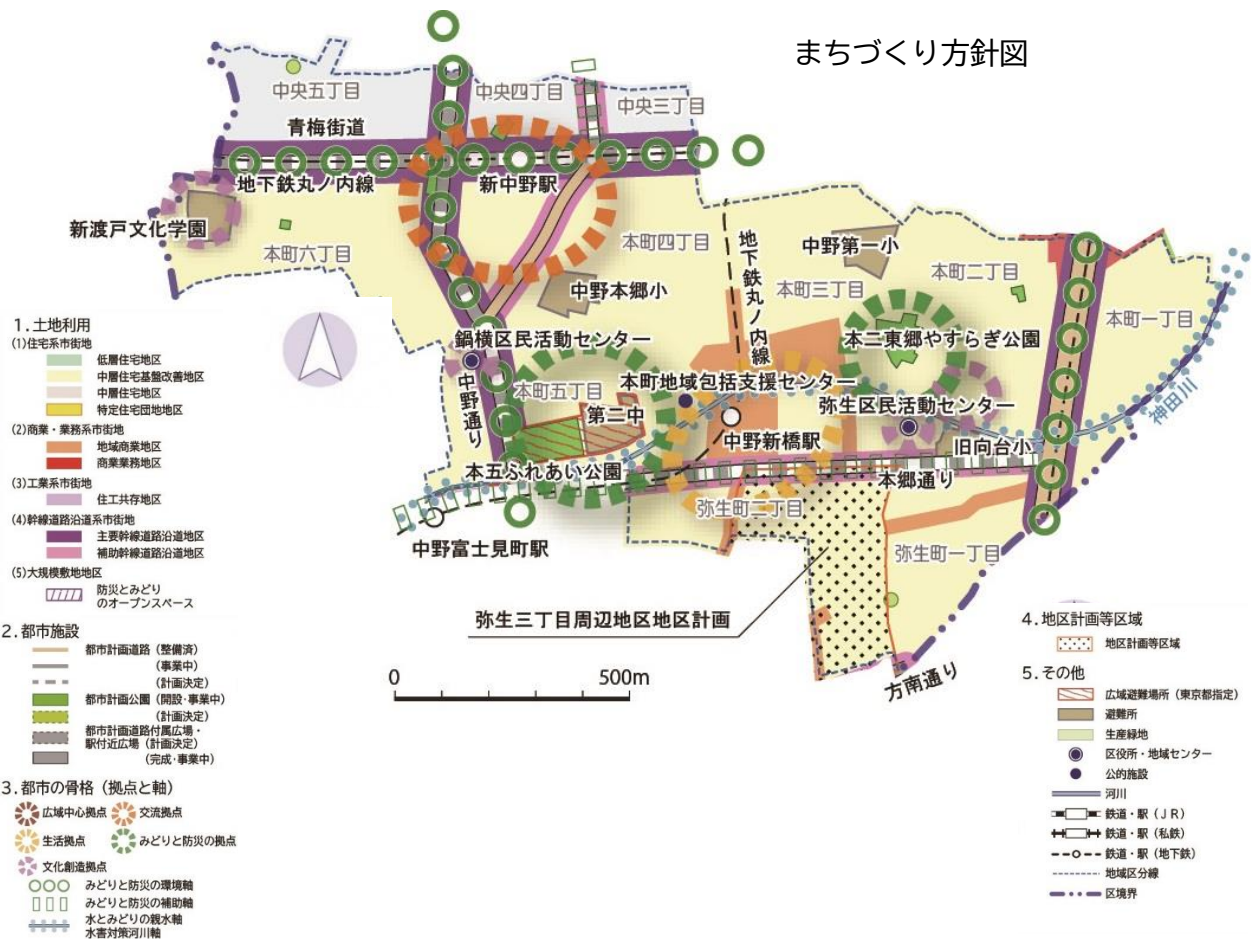 まちづくり方針図
中央五丁目
中央四丁目
中央三丁目
青梅街道
地下鉄丸ノ内線
新中野駅
新渡戸文化学園
本町六丁目
本町四丁目
地下鉄丸ノ内線
中野第一小
本町二丁目
本町三丁目
中野本郷小
本町一丁目
鍋横区民活動センター
本二東郷やすらぎ公園
中野通り
本町五丁目
本町地域包括支援センター
第二中
弥生区民活動センター
神田川
中野新橋駅
旧向台小
本五ふれあい公園
本郷通り
弥生町二丁目
中野富士見町駅
弥生町一丁目
弥生三丁目周辺地区地区計画
方南通り
0
500m
1.土地利用
(1)住宅系市街地
低層住宅地区
中層住宅基盤改善地区
中層住宅地区
特定住宅団地地区
(2)商業・業務系市街地
地域商業地区
商業業務地区
(3)工業系市街地
住工共存地区
(4)幹線道路沿道系市街地
主要幹線道路沿道地区
補助幹線道路沿道地区
(5)大規模敷地地区
防災とみどり
のオープンスペース
2.都市施設
都市計画道路(整備済)
(事業中)
(計画決定)
都市計画公園(開設・事業中)
(計画決定)
都市計画道路付属広場・
駅付近広場(計画決定)
(完成・事業中)
3.都市の骨格(拠点と軸)
広域中心拠点 交流拠点
生活拠点 みどりと防災の拠点
文化創造拠点
みどりと防災の環境軸
みどりと防災の補助軸
水とみどりの親水軸
水害対策河川軸
4.地区計画等区域
地区計画等区域
5.その他
広域避難場所(東京都指定)
避難所
生産緑地
区役所・地域センター
公的施設
河川
鉄道・駅(JR)
鉄道・駅(私鉄)
鉄道・駅(地下鉄)
地域区分線
区境界